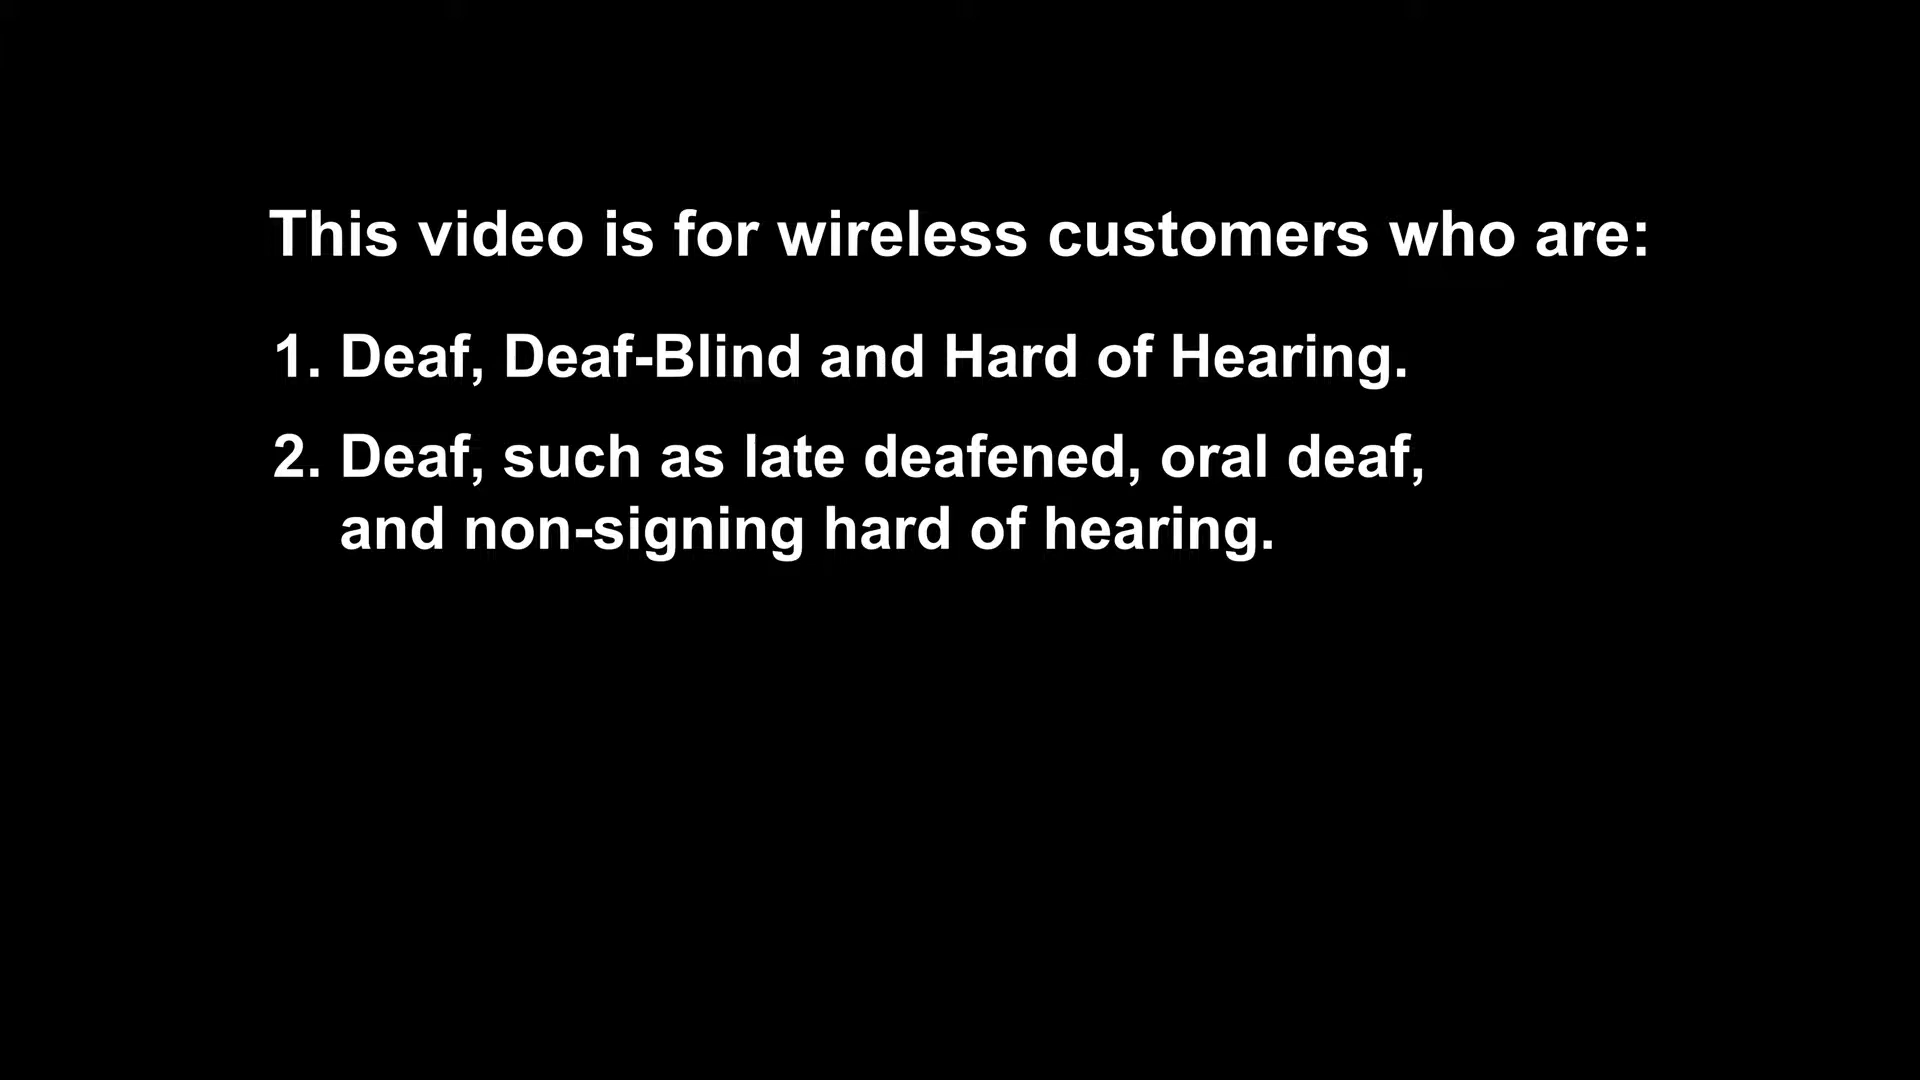 This video is for wireless customers who are:
1. Deaf, Deaf-Blind and Hard of Hearing.
2. Deaf, such as late deafened, oral deaf,
and non-signing hard of hearing.